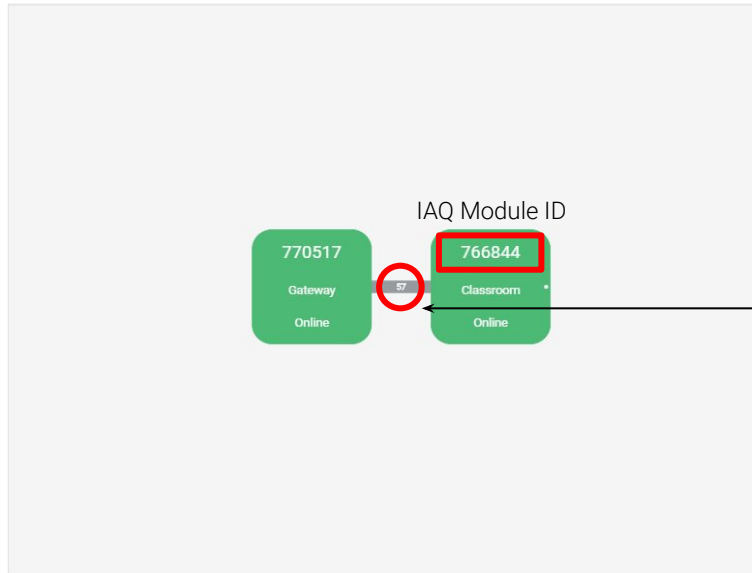 IAQ Module ID
770517
Gateway
Online
57
766844
Classroom
Online